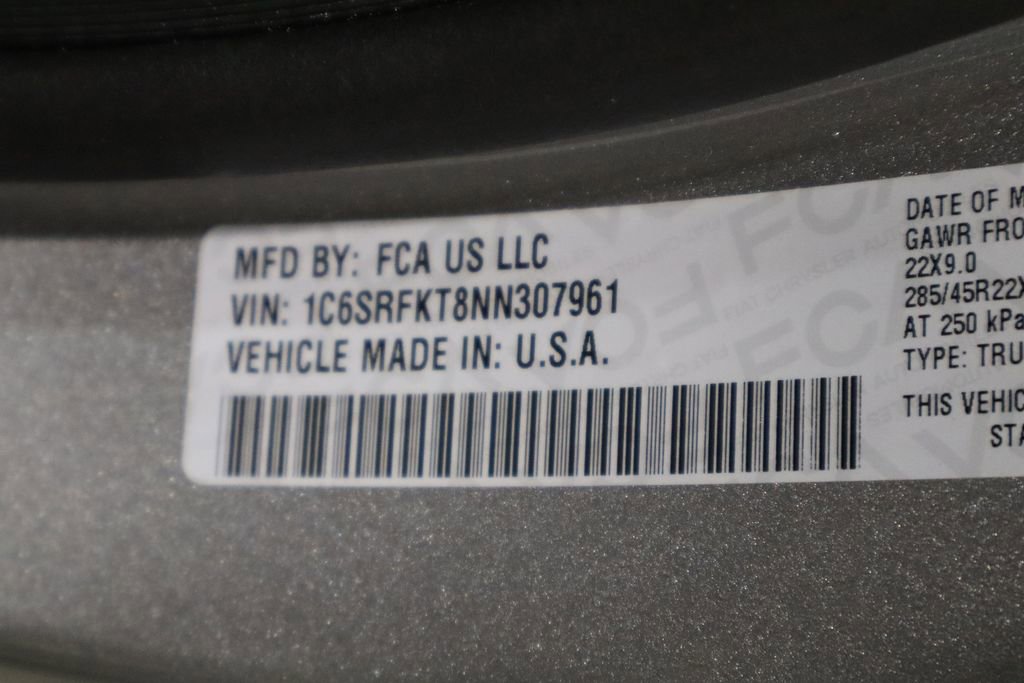 MFD BY: FCA US LLC
VIN: 1C6SRFKT8NN307961
VEHICLE MADE IN: U.S.A.
DATE OF M
GAWR FRO
22X9.0
285/45R22X
AT 250 kPa
TYPE: TRU
THIS VEHIC
STA